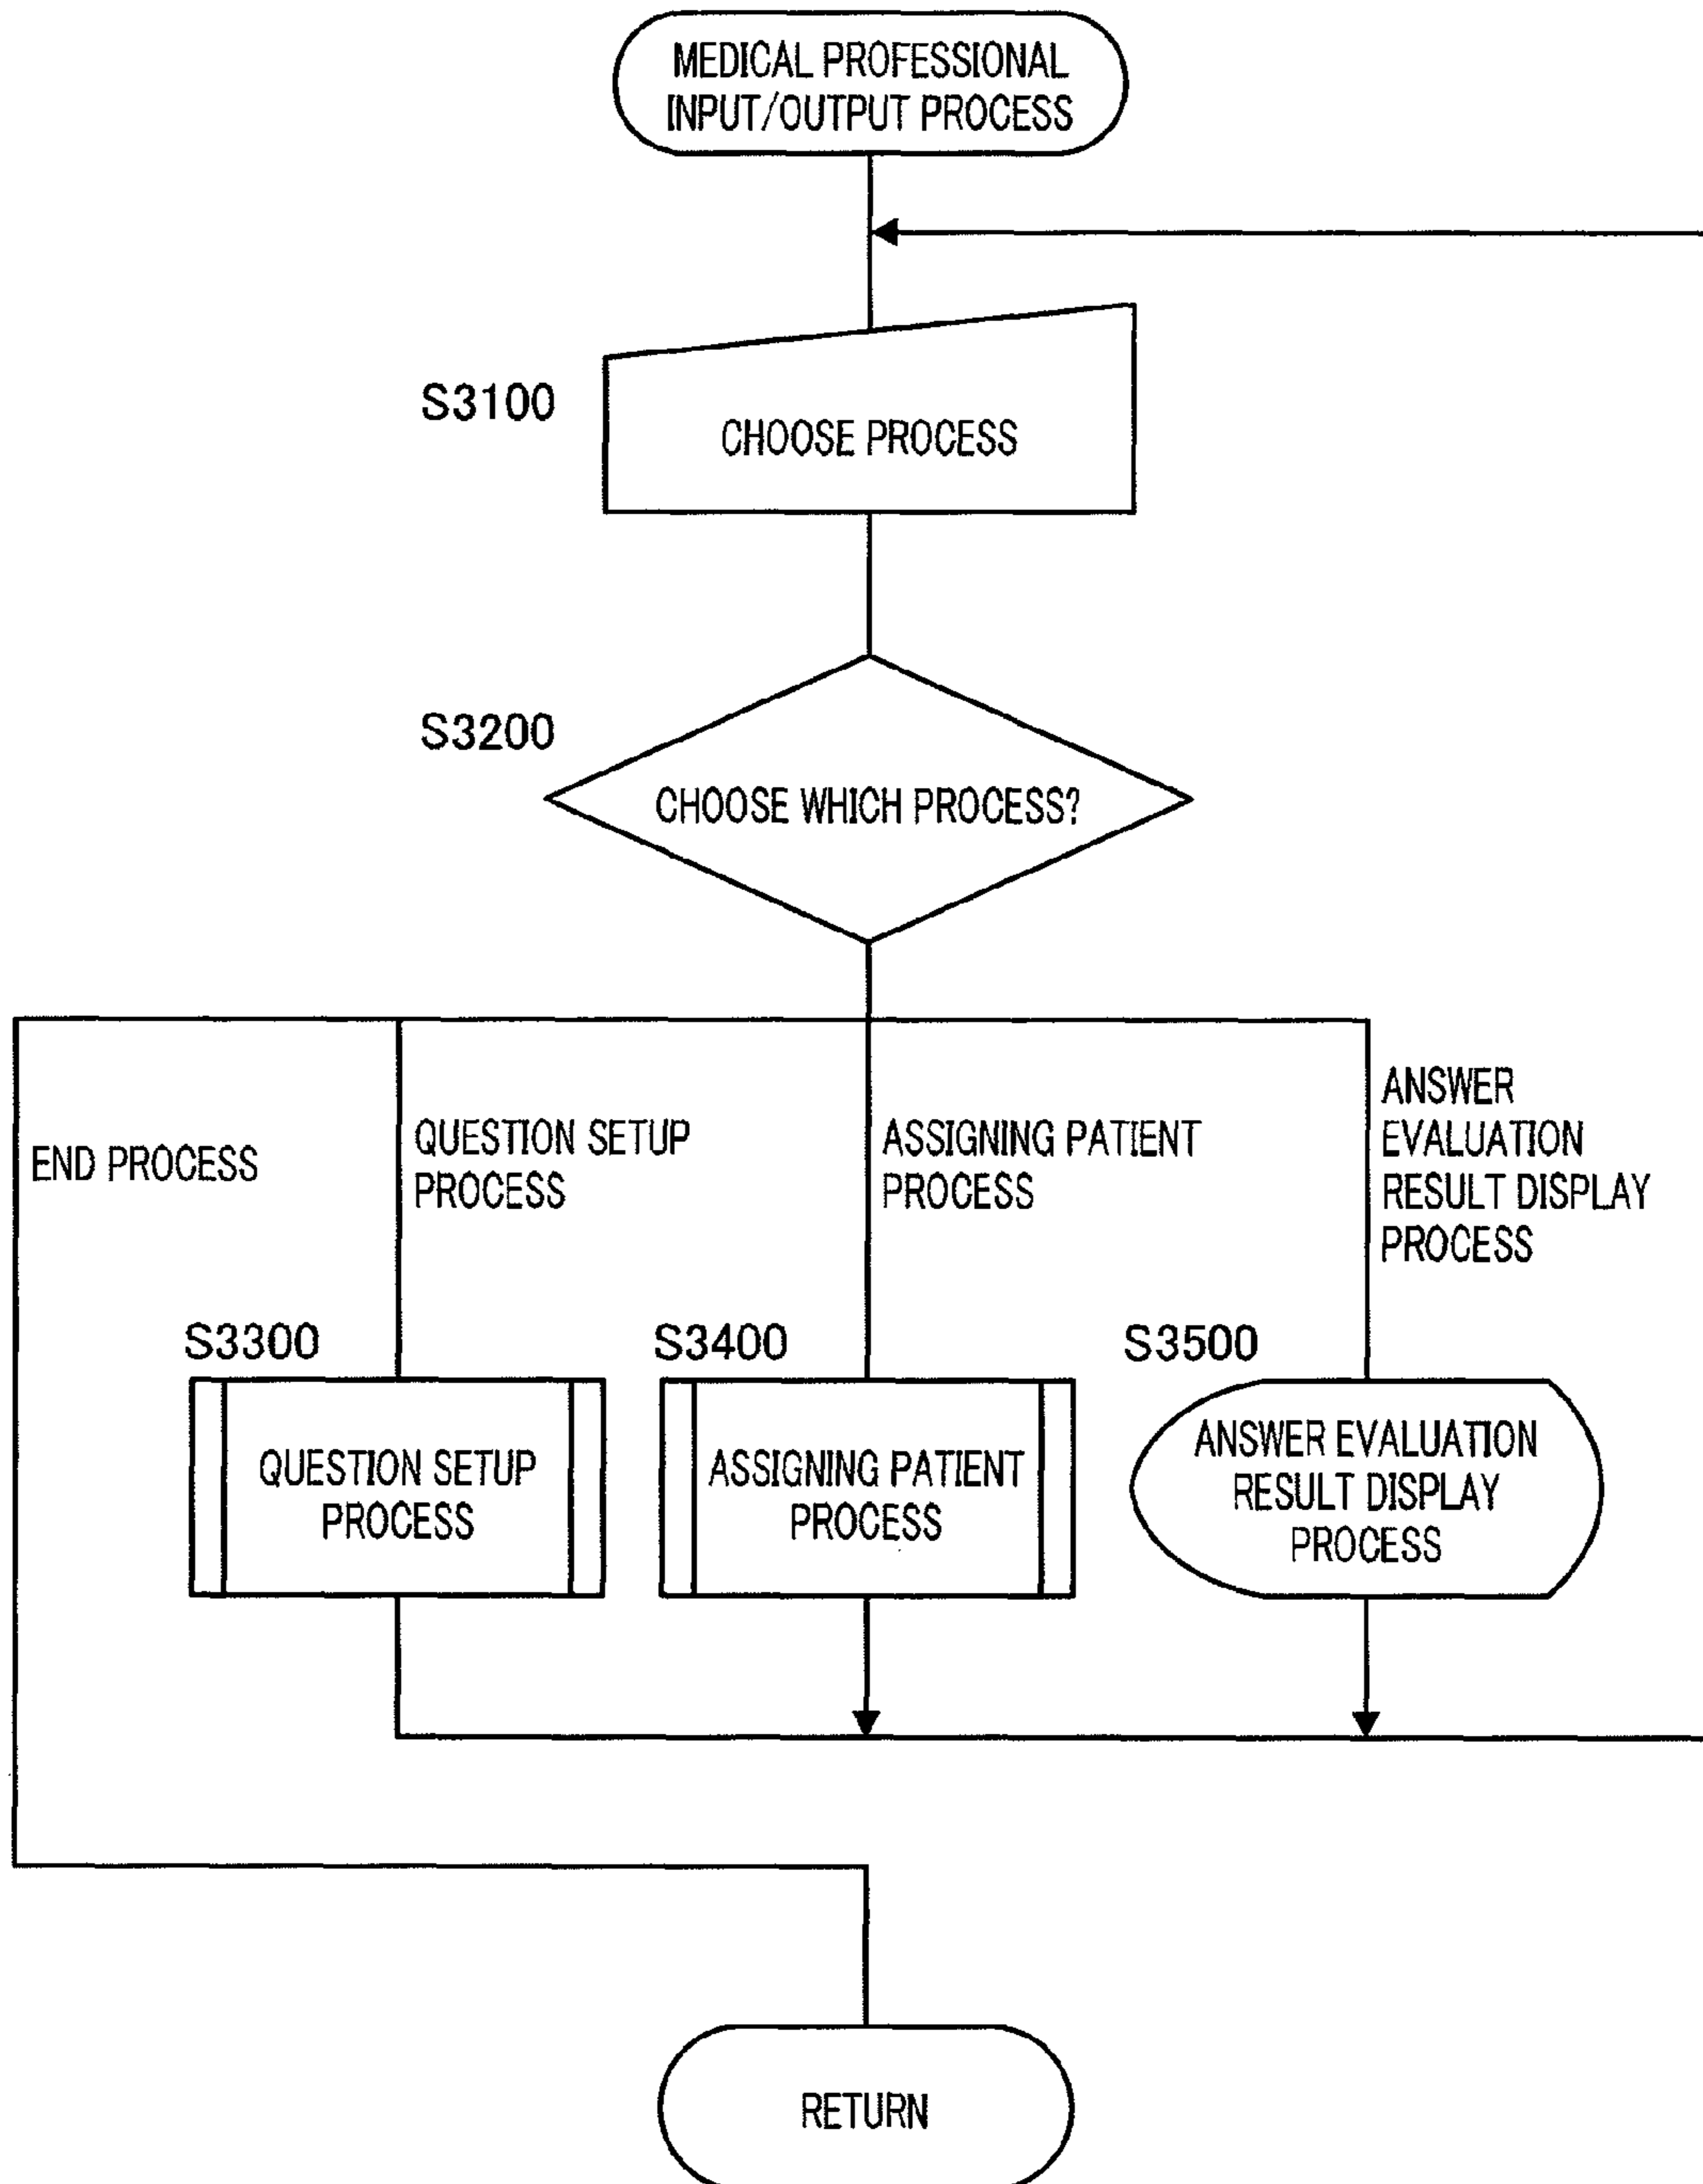 MEDICAL PROFESSIONAL
INPUT/OUTPUT PROCESS
S3100
CHOOSE PROCESS
S3200
CHOOSE WHICH PROCESS?
END PROCESS
QUESTION SETUP
PROCESS
ASSIGNING PATIENT
PROCESS
ANSWER
EVALUATION
RESULT DISPLAY
PROCESS
S3300
QUESTION SETUP
PROCESS
S3400
ASSIGNING PATIENT
PROCESS
S3500
ANSWER EVALUATION
RESULT DISPLAY
PROCESS
RETURN